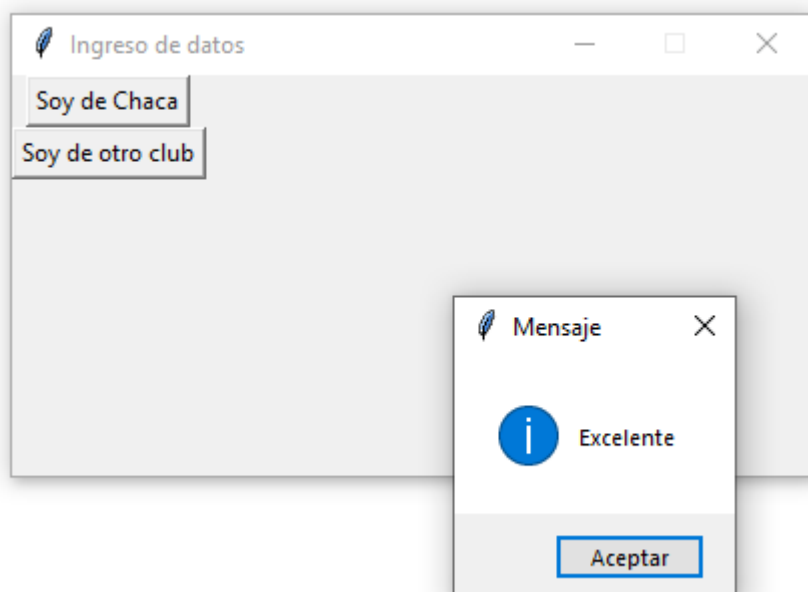 Ingreso de datos
Soy de Chaca
Soy de otro club
Mensaje
Excelente
Aceptar